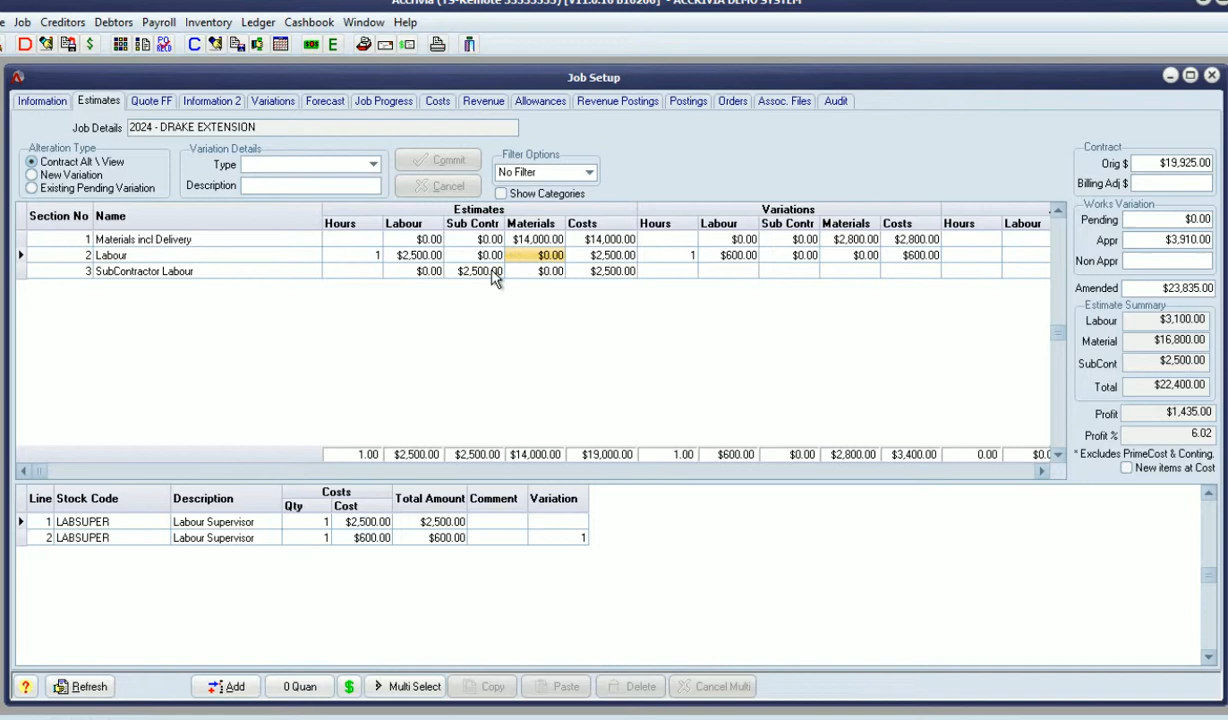 Job Creditors Debtors Payroll Inventory Ledger Cashbook Window Help
Job Setup
Information Estimates Quote FF Information 2 Variations Forecast Job Progress Costs Revenue Allowances Revenue Postings Postings Orders Assoc. Files Audit
Job Details 2024 - DRAKE EXTENSION
Alteration Type
Contract Alt \ View
New Variation
Existing Pending Variation
Variation Details
Type
Description
Commit
Cancel
Filter Options
No Filter
Show Categories
Contract
Orig $ $19,925.00
Billing Adj $
Works Variation
Pending $0.00
Appr $3,910.00
Non Appr
Amended $23,835.00
Estimate Summary
Labour $3,100.00
Material $16,800.00
SubCont $2,500.00
Total $22,400.00
Profit $1,435.00
Profit % 6.02
* Excludes PrimeCost & Conting.
New items at Cost
Estimates Variations
Section No Name Hours Labour Sub Contr Materials Costs Hours Labour Sub Contr Materials Costs Hours Labour
1 Materials incl Delivery $0.00 $0.00 $14,000.00 $14,000.00 $0.00 $0.00 $2,800.00 $2,800.00
2 Labour 1 $2,500.00 $0.00 $0.00 $2,500.00 1 $600.00 $0.00 $0.00 $600.00
3 SubContractor Labour $0.00 $2,500.00 $0.00 $2,500.00
1.00 $2,500.00 $2,500.00 $14,000.00 $19,000.00 1.00 $600.00 $0.00 $2,800.00 $3,400.00 0.00 $0.0
Costs
Line Stock Code Description Qty Cost Total Amount Comment Variation
1 LABSUPER Labour Supervisor 1 $2,500.00 $2,500.00
2 LABSUPER Labour Supervisor 1 $600.00 $600.00 1
? Refresh Add 0 Quan $ Multi Select Copy Paste Delete Cancel Multi